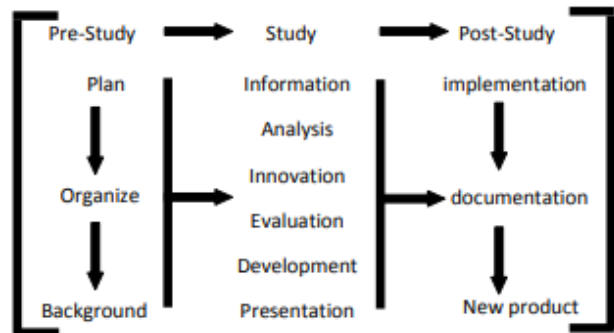 Pre-Study Study Post-Study
Plan Information implementation
Analysis
Innovation
Organize documentation
Evaluation
Development
Background Presentation New product